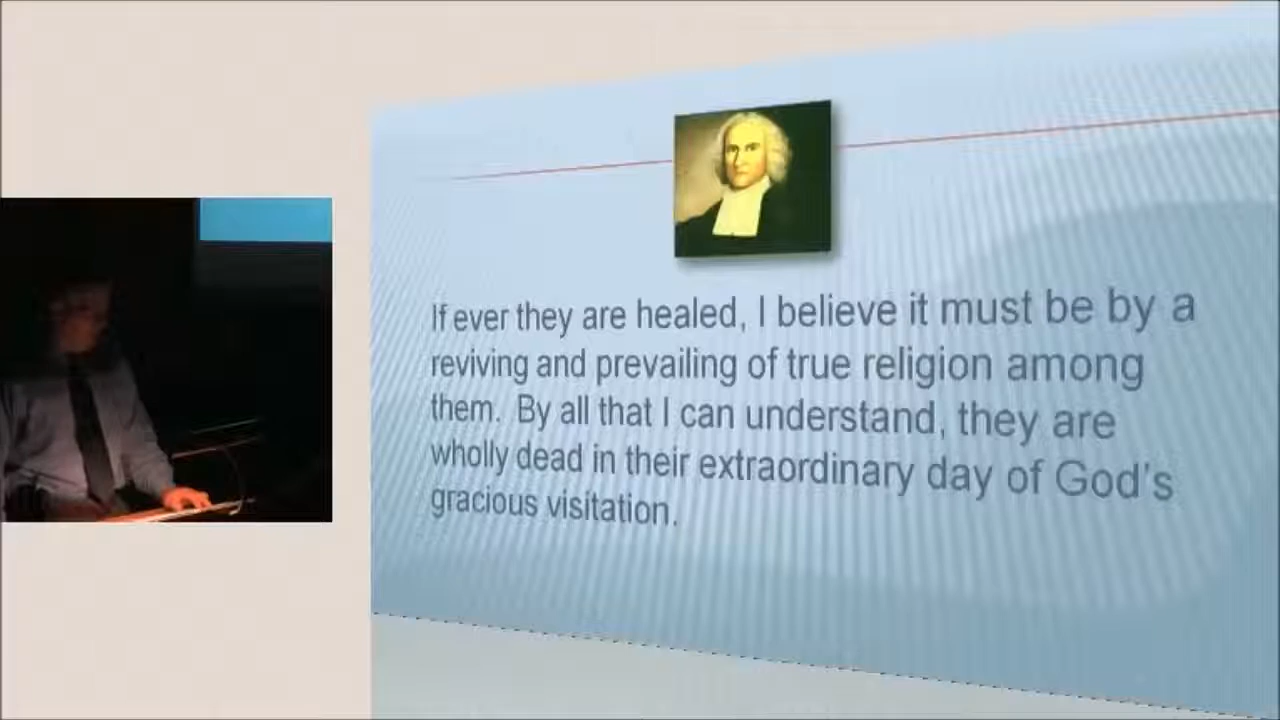 If ever they are healed, I believe it must be by a
reviving and prevailing of true religion among
them. By all that I can understand, they are
wholly dead in their extraordinary day of God's
gracious visitation.